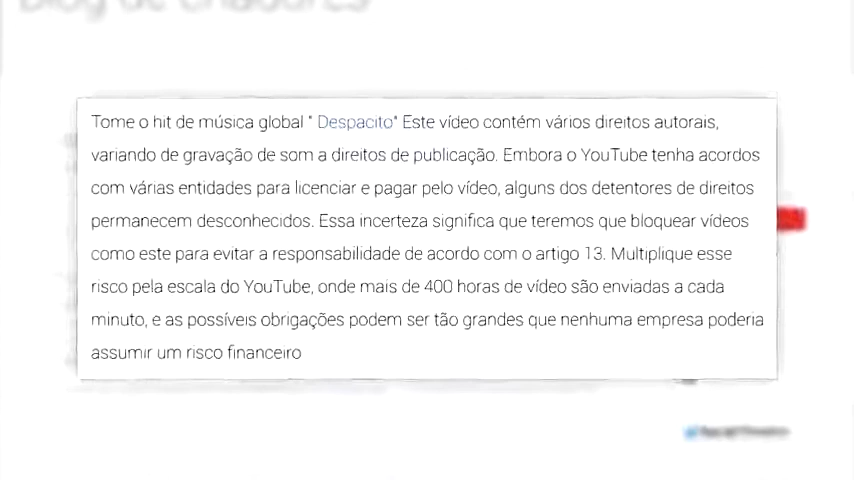 Blog de criadores
Tome o hit de música global " Despacito" Este vídeo contém vários direitos autorais,
variando de gravação de som a direitos de publicação. Embora o YouTube tenha acordos
com várias entidades para licenciar e pagar pelo vídeo, alguns dos detentores de direitos
permanecem desconhecidos. Essa incerteza significa que teremos que bloquear vídeos
como este para evitar a responsabilidade de acordo com o artigo 13. Multiplique esse
risco pela escala do YouTube, onde mais de 400 horas de vídeo são enviadas a cada
minuto, e as possíveis obrigações podem ser tão grandes que nenhuma empresa poderia
assumir um risco financeiro